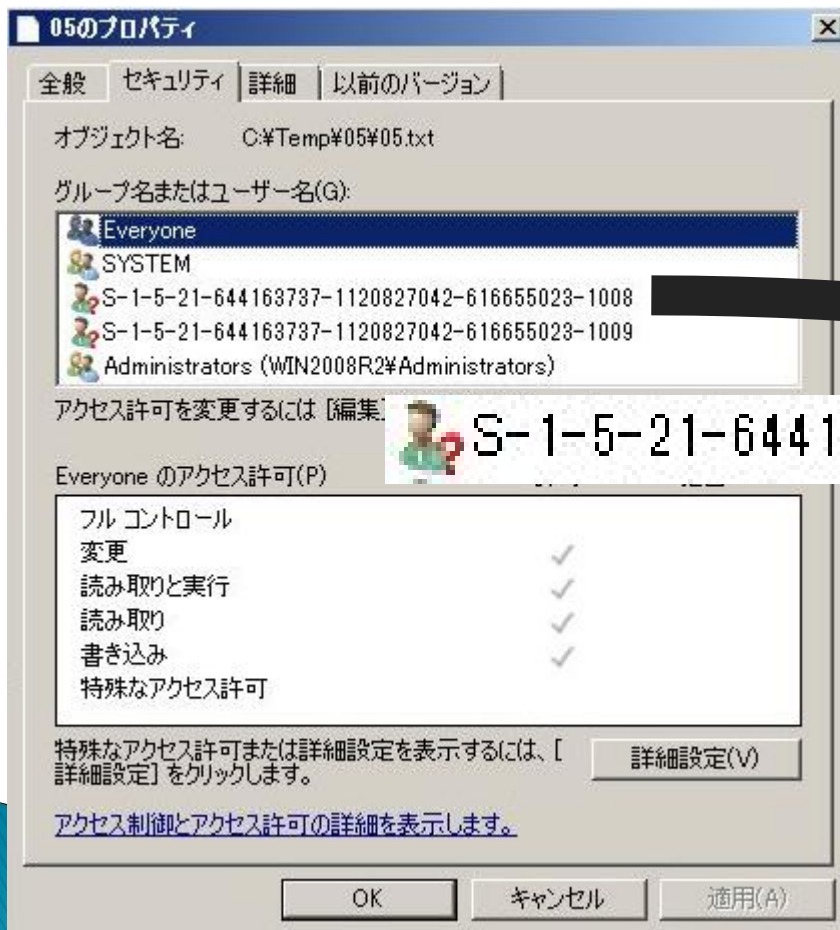 05のプロパティ
全般 セキュリティ 詳細 以前のバージョン
オブジェクト名: C:¥Temp¥05¥05.txt
グループ名またはユーザー名(G):
Everyone
SYSTEM
S-1-5-21-644163737-1120827042-616655023-1008
S-1-5-21-644163737-1120827042-616655023-1009
Administrators (WIN2008R2¥Administrators)
アクセス許可を変更するには [編集]
S-1-5-21-6441
Everyone のアクセス許可(P)
フル コントロール
変更
読み取りと実行
読み取り
書き込み
特殊なアクセス許可
特殊なアクセス許可または詳細設定を表示するには、[
詳細設定] をクリックします。
詳細設定(V)
アクセス制御とアクセス許可の詳細を表示します。
OK キャンセル 適用(A)